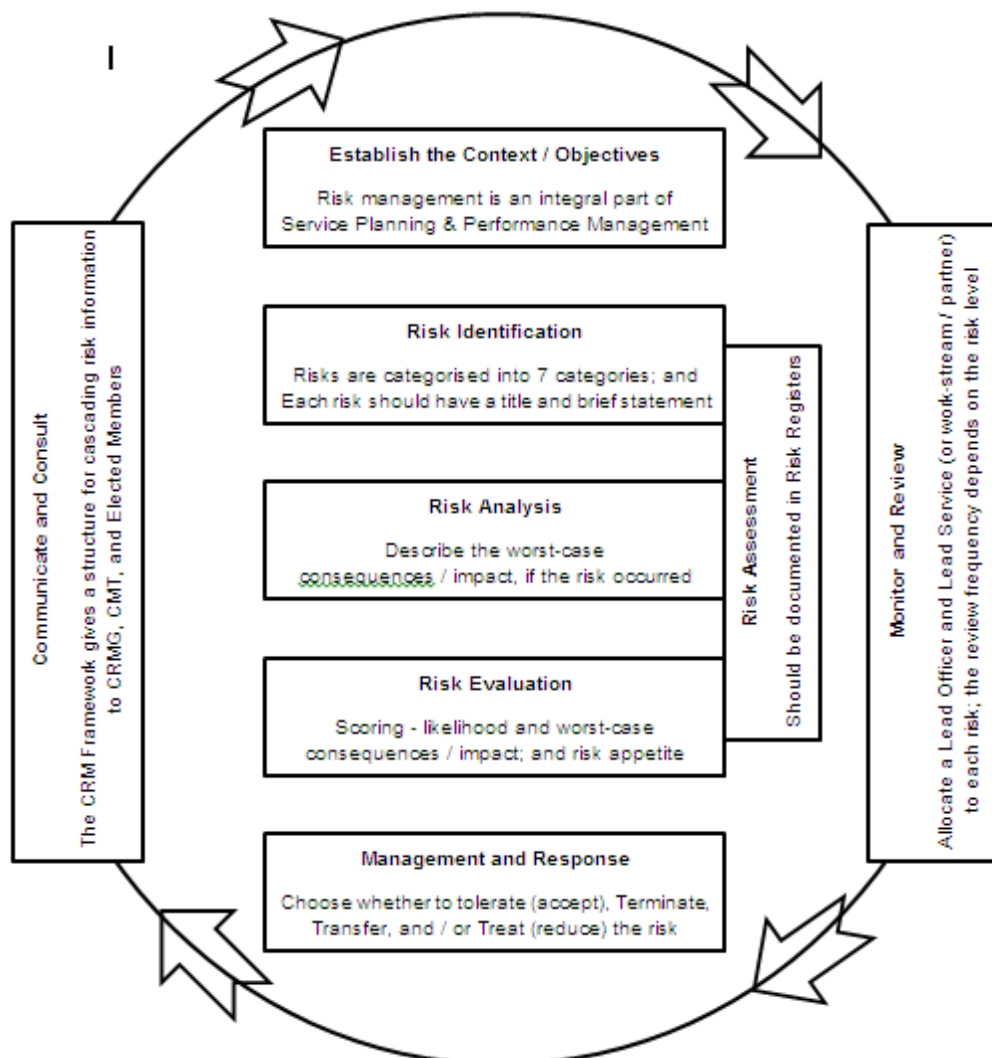 I
Establish the Context / Objectives
Risk management is an integral part of
Service Planning & Performance Management
Communicate and Consult
The CRM Framework gives a structure for cascading risk information
to CRMG, CMT, and Elected Members
Risk Identification
Risks are categorised into 7 categories; and
Each risk should have a title and brief statement
Risk Analysis
Describe the worst-case
consequences / impact, if the risk occurred
Risk Evaluation
Scoring - likelihood and worst-case
consequences / impact; and risk appetite
Risk Assessment
Should be documented in Risk Registers
Monitor and Review
Allocate a Lead Officer and Lead Service (or work-stream / partner)
to each risk; the review frequency depends on the risk level
Management and Response
Choose whether to tolerate (accept), Terminate,
Transfer, and / or Treat (reduce) the risk